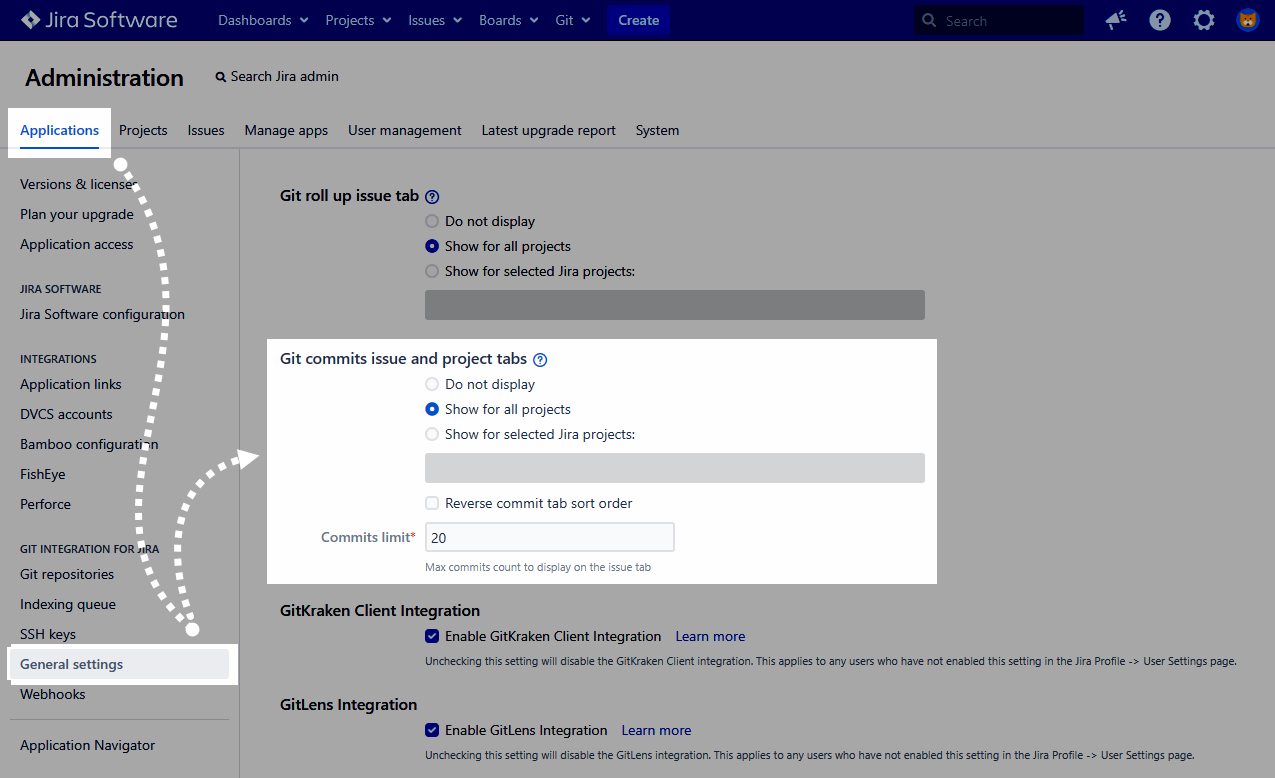 Jira Software Dashboards Projects Issues Boards Git Create Search
Administration Search Jira admin
Applications Projects Issues Manage apps User management Latest upgrade report System
Versions & licenses
Plan your upgrade
Application access
JIRA SOFTWARE
Jira Software configuration
INTEGRATIONS
Application links
DVCS accounts
Bamboo configuration
FishEye
Perforce
GIT INTEGRATION FOR JIRA
Git repositories
Indexing queue
SSH keys
General settings
Webhooks
Application Navigator
Git roll up issue tab ?
Do not display
Show for all projects
Show for selected Jira projects:
Git commits issue and project tabs ?
Do not display
Show for all projects
Show for selected Jira projects:
Reverse commit tab sort order
Commits limit* 20
Max commits count to display on the issue tab
GitKraken Client Integration
Enable GitKraken Client Integration Learn more
Unchecking this setting will disable the GitKraken Client integration. This applies to any users who have not enabled this setting in the Jira Profile -> User Settings page.
GitLens Integration
Enable GitLens Integration Learn more
Unchecking this setting will disable the GitLens integration. This applies to any users who have not enabled this setting in the Jira Profile -> User Settings page.